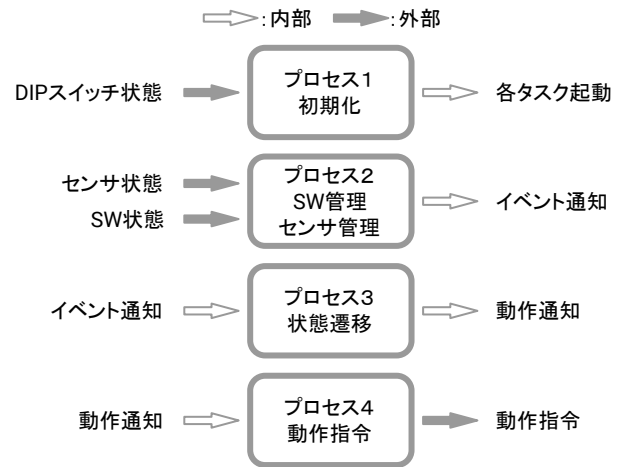 :内部 :外部
DIPスイッチ状態
プロセス1
初期化
各タスク起動
センサ状態
SW状態
プロセス2
SW管理
センサ管理
イベント通知
イベント通知
プロセス3
状態遷移
動作通知
動作通知
プロセス4
動作指令
動作指令